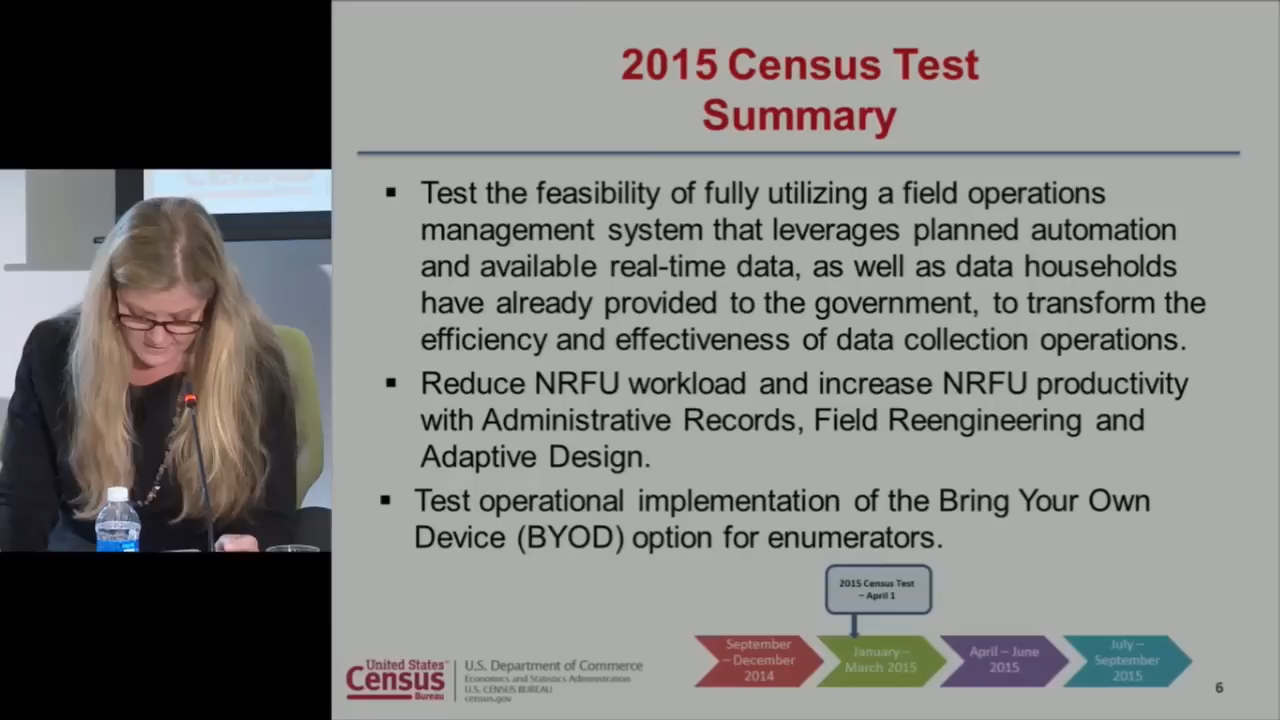 2015 Census Test
Summary
▪ Test the feasibility of fully utilizing a field operations
management system that leverages planned automation
and available real-time data, as well as data households
have already provided to the government, to transform the
efficiency and effectiveness of data collection operations.
▪ Reduce NRFU workload and increase NRFU productivity
with Administrative Records, Field Reengineering and
Adaptive Design.
▪ Test operational implementation of the Bring Your Own
Device (BYOD) option for enumerators.
2015 Census Test
– April 1
September
– December
2014
January –
March 2015
April – June
2015
July –
September
2015
United States
Census
Bureau
U.S. Department of Commerce
Economics and Statistics Administration
U.S. CENSUS BUREAU
census.gov
6